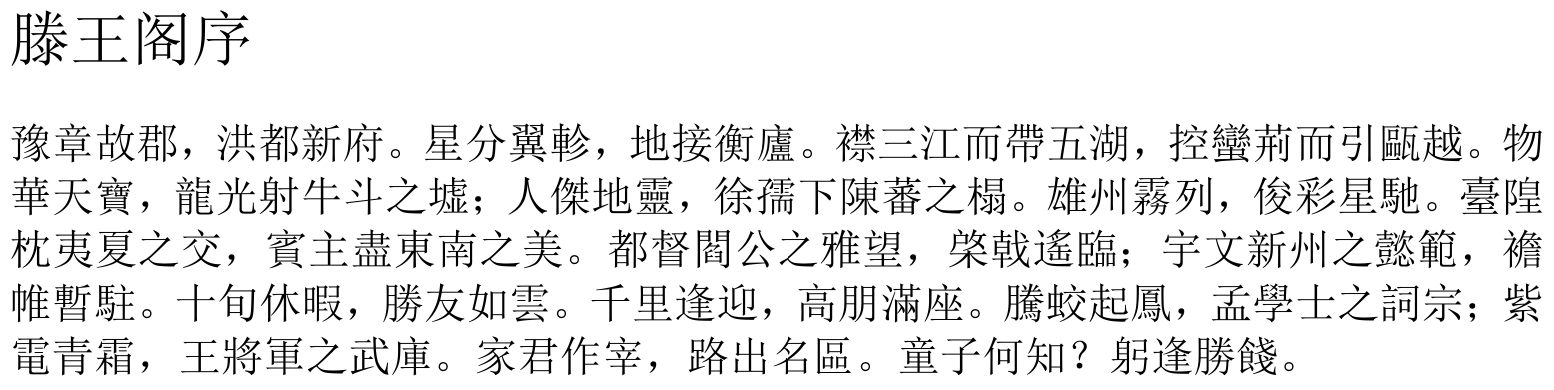 滕王阁序
豫章故郡，洪都新府。星分翼軫，地接衡廬。襟三江而帶五湖，控蠻荊而引甌越。物
華天寶，龍光射牛斗之墟；人傑地靈，徐孺下陳蕃之榻。雄州霧列，俊彩星馳。臺隍
枕夷夏之交，賓主盡東南之美。都督閻公之雅望，棨戟遙臨；宇文新州之懿範，襜
帷暫駐。十旬休暇，勝友如雲。千里逢迎，高朋滿座。騰蛟起鳳，孟學士之詞宗；紫
電青霜，王將軍之武庫。家君作宰，路出名區。童子何知？躬逢勝餞。